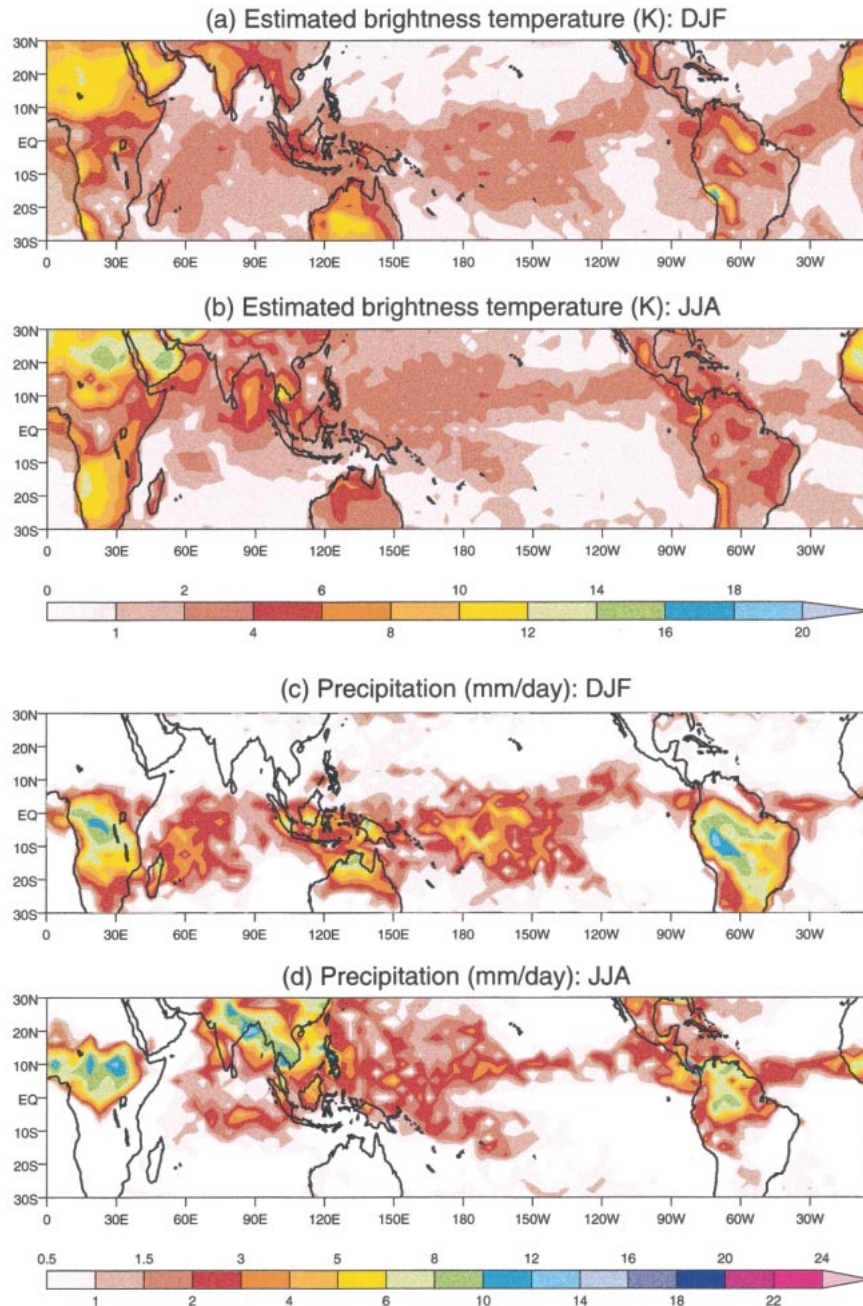 (a) Estimated brightness temperature (K): DJF
30N
20N
10N
EQ
10S
20S
30S
0 30E 60E 90E 120E 150E 180 150W 120W 90W 60W 30W
(b) Estimated brightness temperature (K): JJA
30N
20N
10N
EQ
10S
20S
30S
0 30E 60E 90E 120E 150E 180 150W 120W 90W 60W 30W
0 2 6 10 14 18
1 4 8 12 16 20
(c) Precipitation (mm/day): DJF
30N
20N
10N
EQ
10S
20S
30S
0 30E 60E 90E 120E 150E 180 150W 120W 90W 60W 30W
(d) Precipitation (mm/day): JJA
30N
20N
10N
EQ
10S
20S
30S
0 30E 60E 90E 120E 150E 180 150W 120W 90W 60W 30W
0.5 1.5 3 5 8 12 16 20 24
1 2 4 6 10 14 18 22